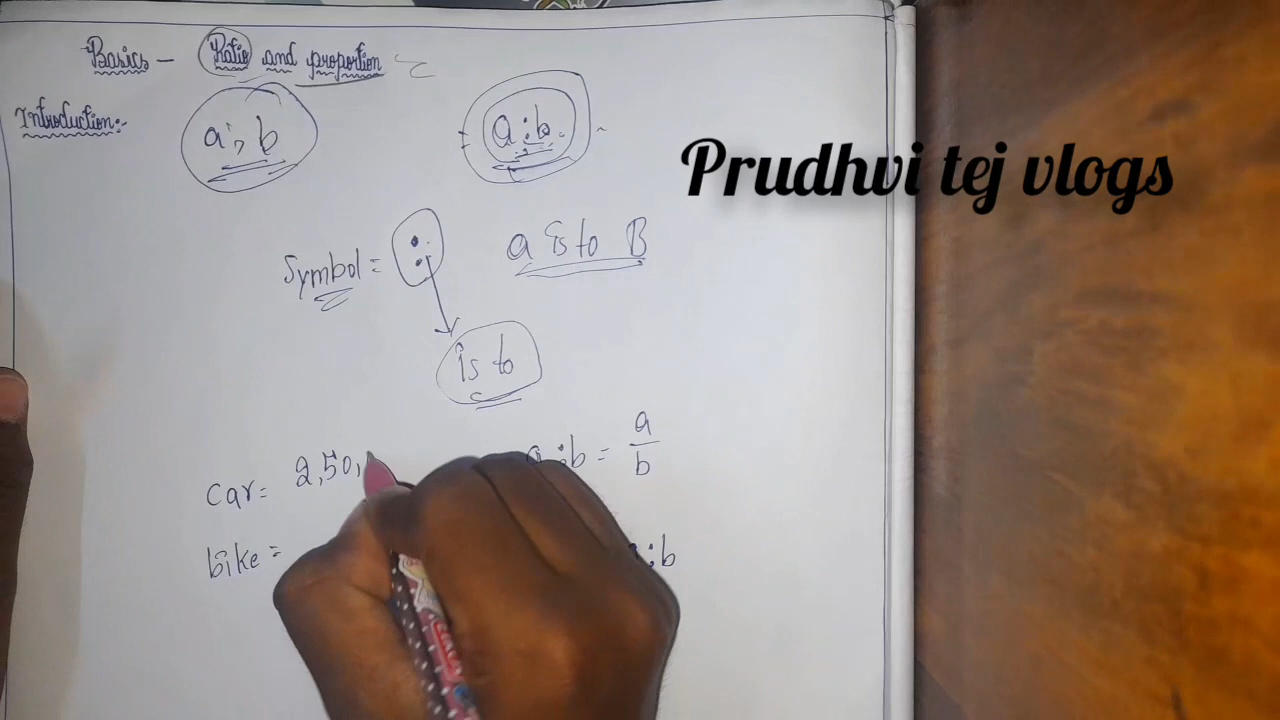 Basics - Ratio and proportion
Introduction:-
a:, b
a:b.
Prudhvi tej vlogs
Symbol = :
a is to B
is to
car = 2,50,
a:b = a/b
bike =
:b